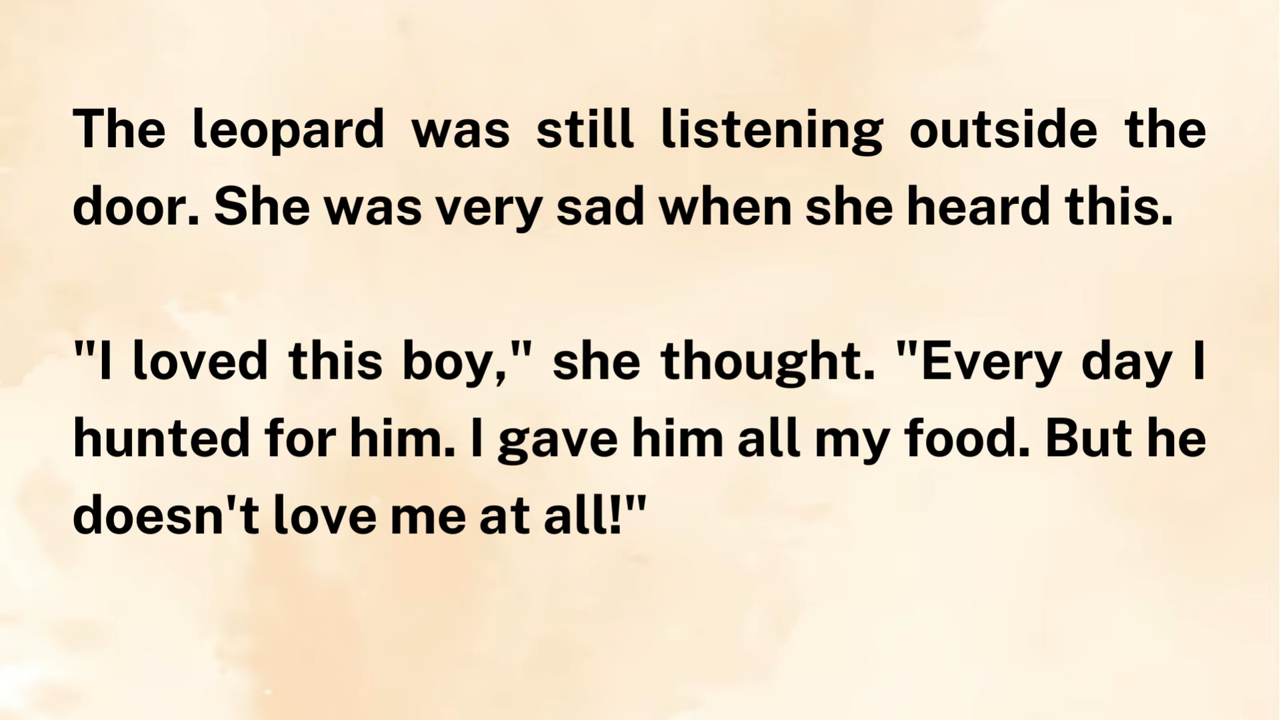 The leopard was still listening outside the
door. She was very sad when she heard this.
"I loved this boy," she thought. "Every day I
hunted for him. I gave him all my food. But he
doesn't love me at all!"